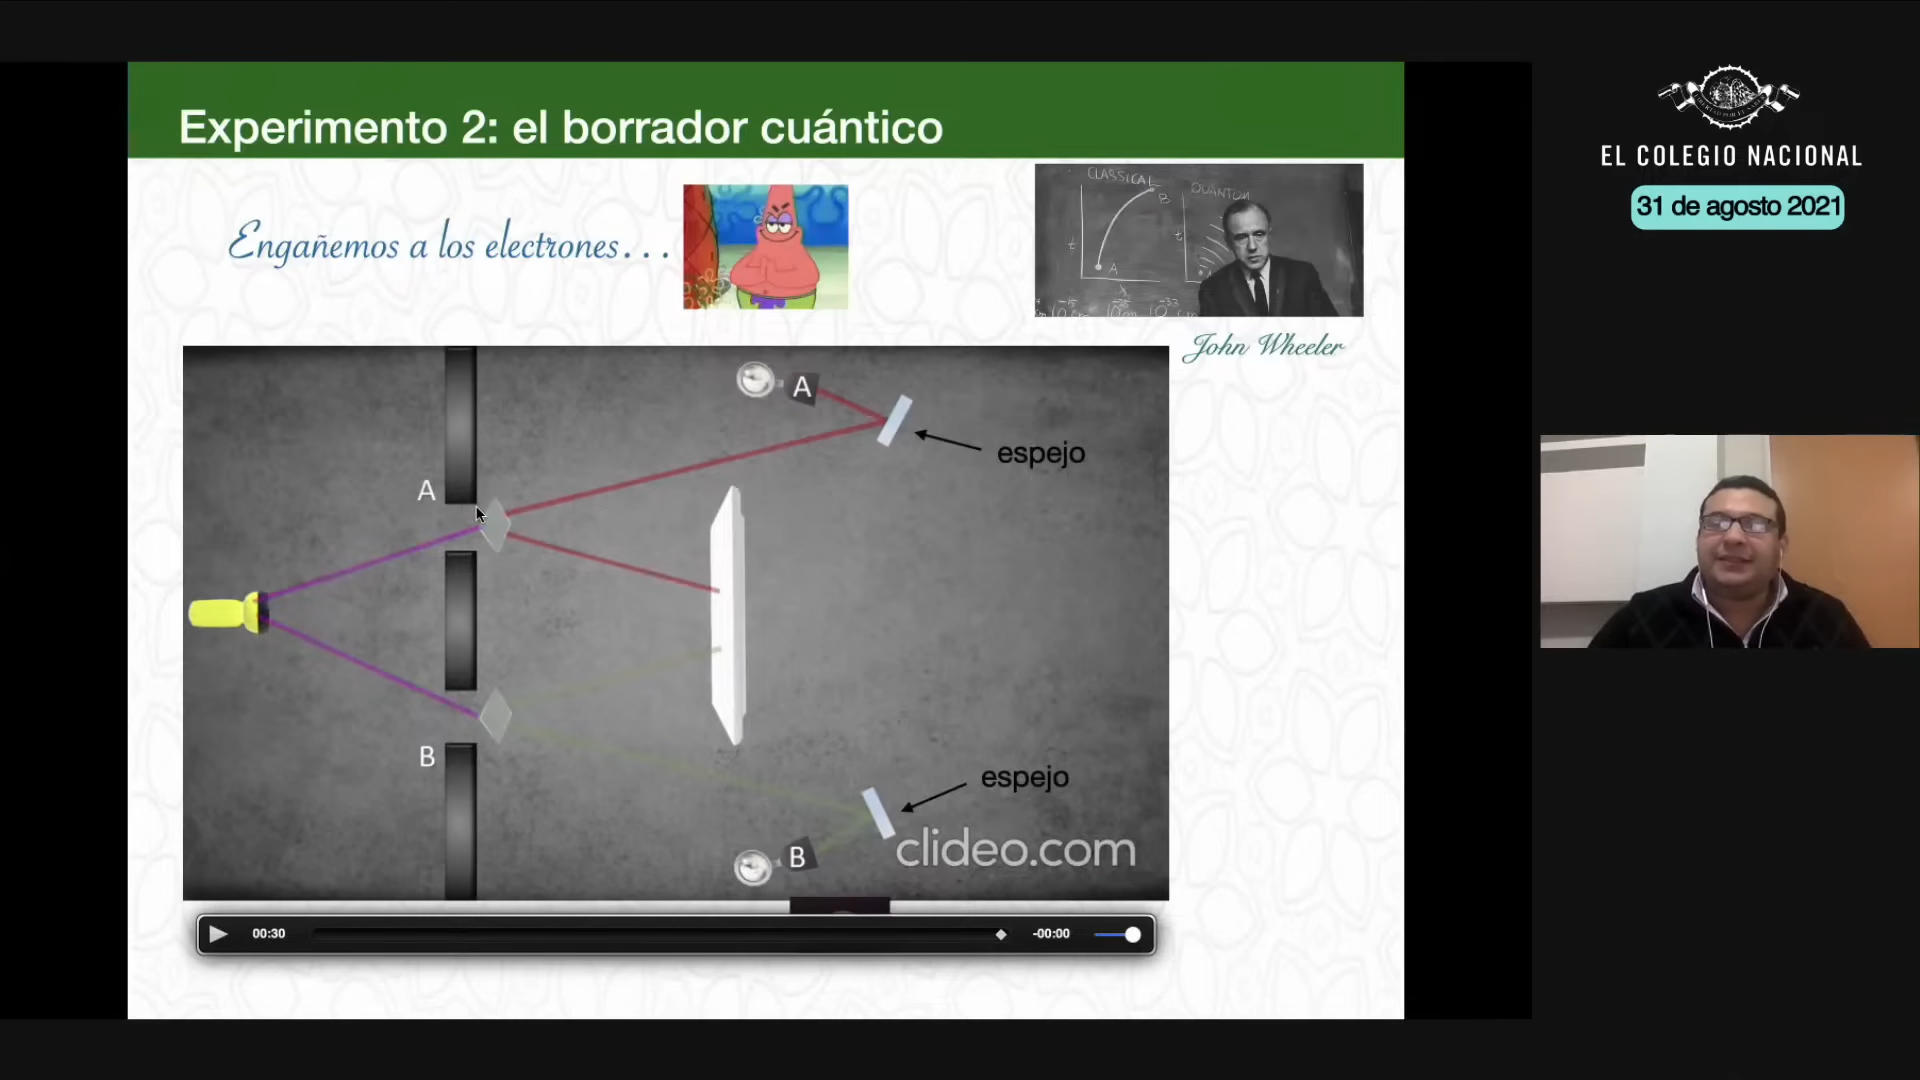 Experimento 2: el borrador cuántico
Engañemos a los electrones...
CLASSICAL
QUANTUM
B
t
A
t
A
John Wheeler
A
espejo
A
B
espejo
B
clideo.com
00:30
-00:00
EL COLEGIO NACIONAL
31 de agosto 2021